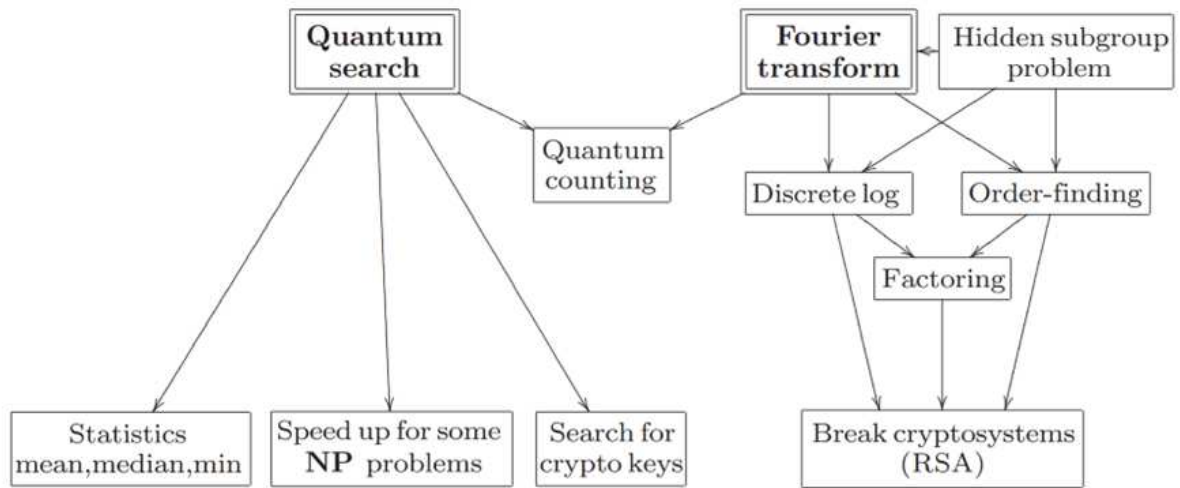 Quantum
search
Fourier
transform
Hidden subgroup
problem
Quantum
counting
Discrete log
Order-finding
Factoring
Statistics
mean,median,min
Speed up for some
NP problems
Search for
crypto keys
Break cryptosystems
(RSA)